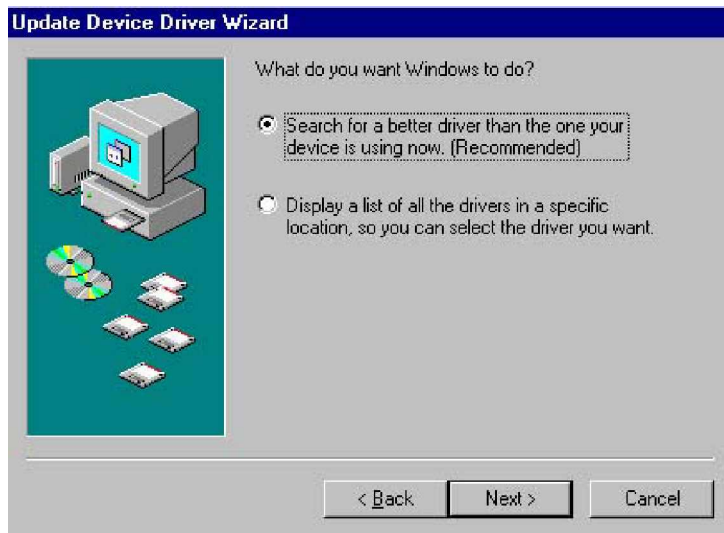 Update Device Driver Wizard
What do you want Windows to do?
Search for a better driver than the one your
device is using now. (Recommended)
Display a list of all the drivers in a specific
location, so you can select the driver you want.
< Back
Next >
Cancel